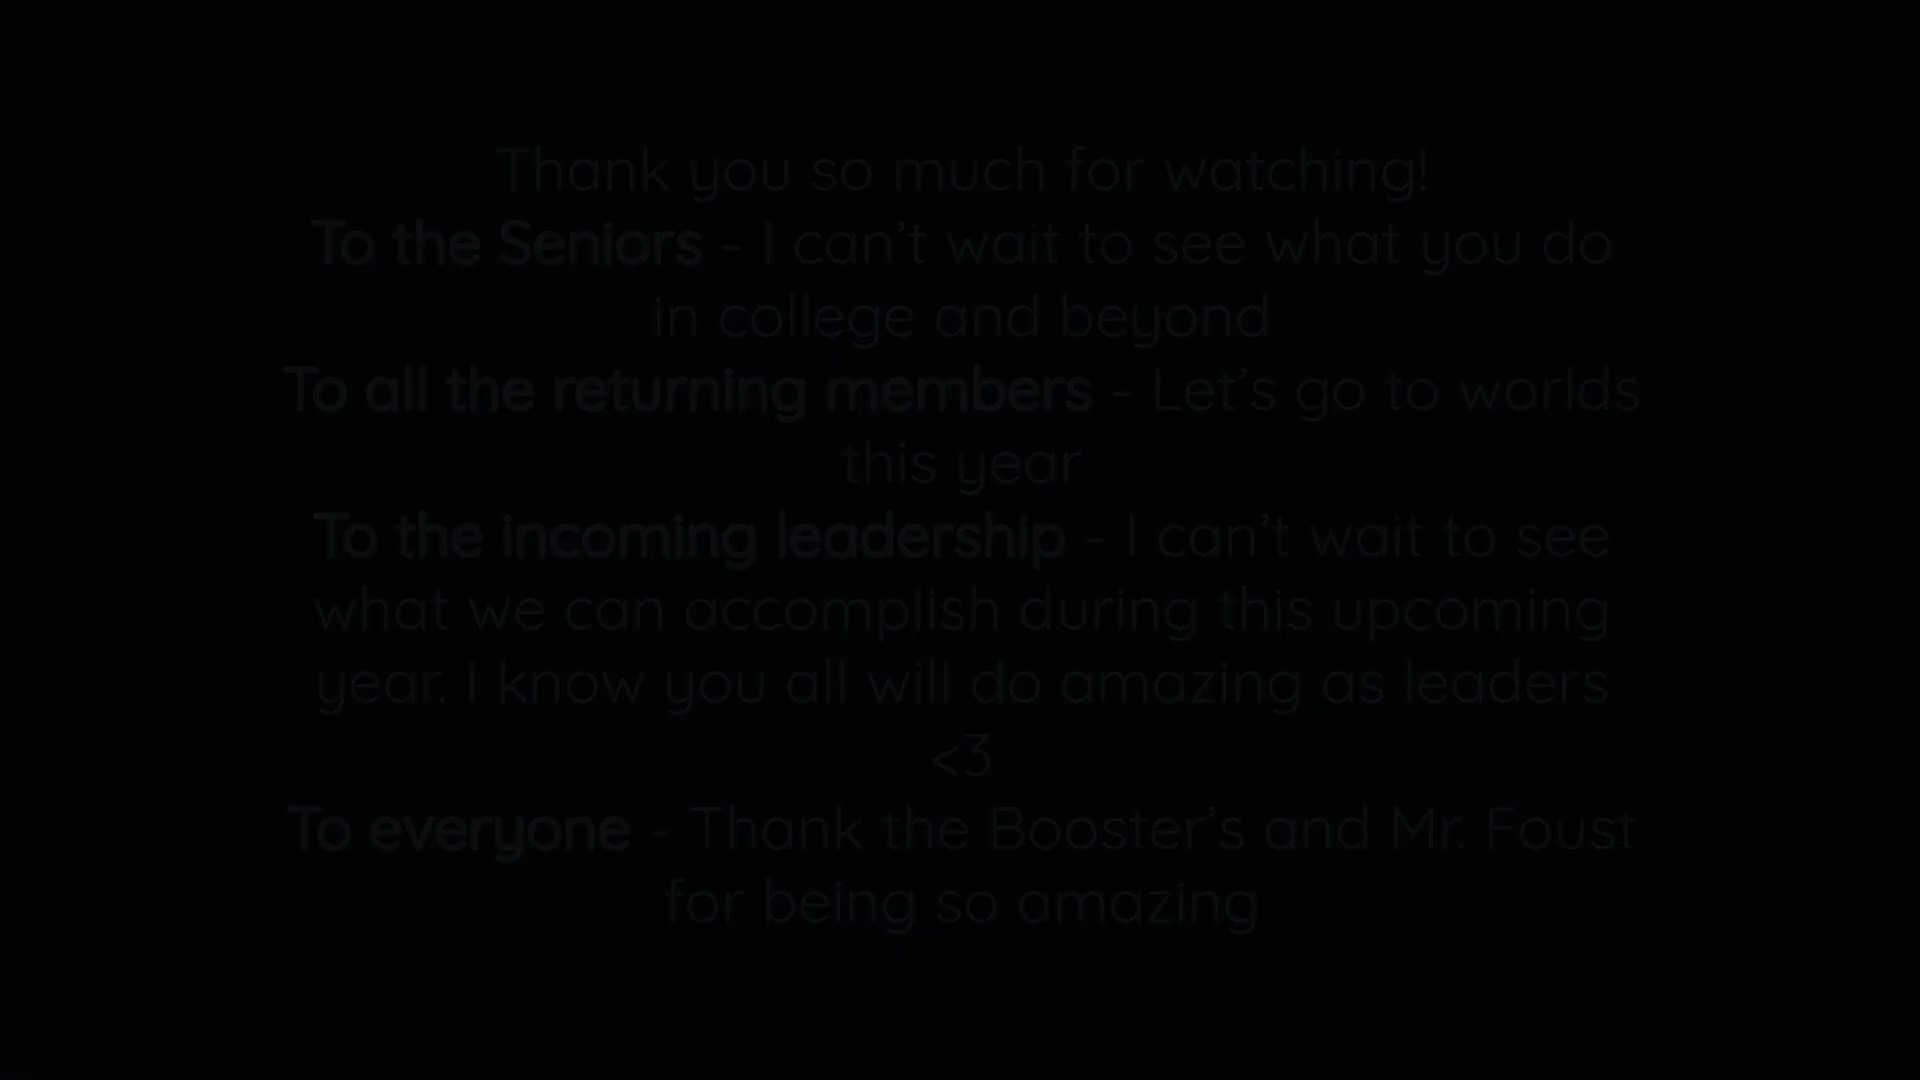 Thank you so much for watching!
To the Seniors - I can't wait to see what you do
in college and beyond
To all the returning members - Let's go to worlds
this year
To the incoming leadership - I can't wait to see
what we can accomplish during this upcoming
year. I know you all will do amazing as leaders
<3
To everyone - Thank the Booster's and Mr. Foust
for being so amazing